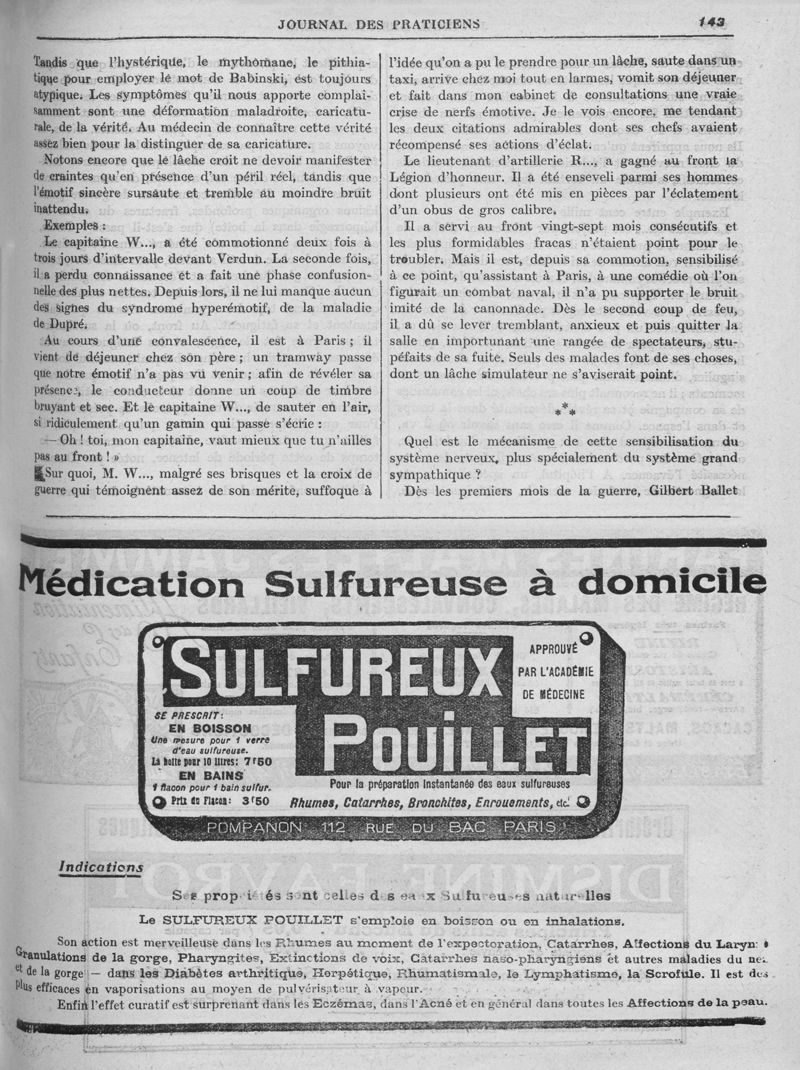 JOURNAL DES PRATICIENS
143
Tandis que l'hystérique, le mythomane, le pithia-
tique pour employer le mot de Babinski, est toujours
atypique. Les symptômes qu'il nous apporte complai-
samment sont une déformation maladroite, caricatu-
rale, de la vérité. Au médecin de connaître cette vérité
assez bien pour la distinguer de sa caricature.
Notons encore que le lâche croit ne devoir manifester
de craintes qu'en présence d'un péril réel, tandis que
l'émotif sincère sursaute et tremble au moindre bruit
inattendu.
Exemples :
Le capitaine W..., a été commotionné deux fois à
trois jours d'intervalle devant Verdun. La seconde fois,
il a perdu connaissance et a fait une phase confusion-
nelle des plus nettes. Depuis lors, il ne lui manque aucun
des signes du syndrome hyperémotif, de la maladie
de Dupré.
Au cours d'une convalescence, il est à Paris ; il
vient de déjeuner chez son père ; un tramway passe
que notre émotif n'a pas vu venir ; afin de révéler sa
présence, le conducteur donne un coup de timbre
bruyant et sec. Et le capitaine W..., de sauter en l'air,
si ridiculement qu'un gamin qui passe s'écrie :
— Oh ! toi, mon capitaine, vaut mieux que tu n'ailles
pas au front ! »
Sur quoi, M. W..., malgré ses brisques et la croix de
guerre qui témoignent assez de son mérite, suffoque à
l'idée qu'on a pu le prendre pour un lâche, saute dans un
taxi, arrive chez moi tout en larmes, vomit son déjeuner
et fait dans mon cabinet de consultations une vraie
crise de nerfs émotive. Je le vois encore, me tendant
les deux citations admirables dont ses chefs avaient
récompensé ses actions d'éclat.
Le lieutenant d'artillerie R..., a gagné au front la
Légion d'honneur. Il a été enseveli parmi ses hommes
dont plusieurs ont été mis en pièces par l'éclatement
d'un obus de gros calibre.
Il a servi au front vingt-sept mois consécutifs et
les plus formidables fracas n'étaient point pour le
troubler. Mais il est, depuis sa commotion, sensibilisé
à ce point, qu'assistant à Paris, à une comédie où l'on
figurait un combat naval, il n'a pu supporter le bruit
imité de la canonnade. Dès le second coup de feu,
il a dû se lever tremblant, anxieux et puis quitter la
salle en importunant une rangée de spectateurs, stu-
péfaits de sa fuite. Seuls des malades font de ses choses,
dont un lâche simulateur ne s'aviserait point.
* * *
Quel est le mécanisme de cette sensibilisation du
système nerveux, plus spécialement du système grand
sympathique ?
Dès les premiers mois de la guerre, Gilbert Ballet
Médication Sulfureuse à domicile
SULFUREUX
POUILLET
APPROUVÉ
PAR L'ACADÉMIE
DE MÉDECINE
SE PRESCRIT :
EN BOISSON
Une mesure pour 1 verre
d'eau sulfureuse.
La boîte pour 10 litres : 7f50
EN BAINS
1 flacon pour 1 bain sulfur.
Prix du Flacon : 3f50
Pour la préparation instantanée des eaux sulfureuses
Rhumes, Catarrhes, Bronchites, Enrouements, etc.
POMPANON 112 RUE DU BAC PARIS
Indications
Ses propriétés sont celles des eaux Sulfureuses naturelles
Le SULFUREUX POUILLET s'emploie en boisson ou en inhalations.
Son action est merveilleuse dans les Rhumes au moment de l'expectoration, Catarrhes, Affections du Laryn
Granulations de la gorge, Pharyngites, Extinctions de voix, Catarrhes naso-pharyngiens et autres maladies du nez
et de la gorge — dans les Diabètes arthritique, Herpétique, Rhumatismale, le Lymphatisme, la Scrofule. Il est des
plus efficaces en vaporisations au moyen de pulvérisateur à vapeur.
Enfin l'effet curatif est surprenant dans les Eczémas, dans l'Acné et en général dans toutes les Affections de la peau.